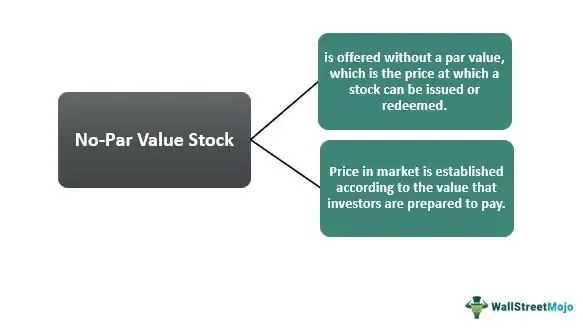 No-Par Value Stock
is offered without a par value,
which is the price at which a
stock can be issued or
redeemed.
Price in market is established
according to the value that
investors are prepared to pay.
WallStreetMojo